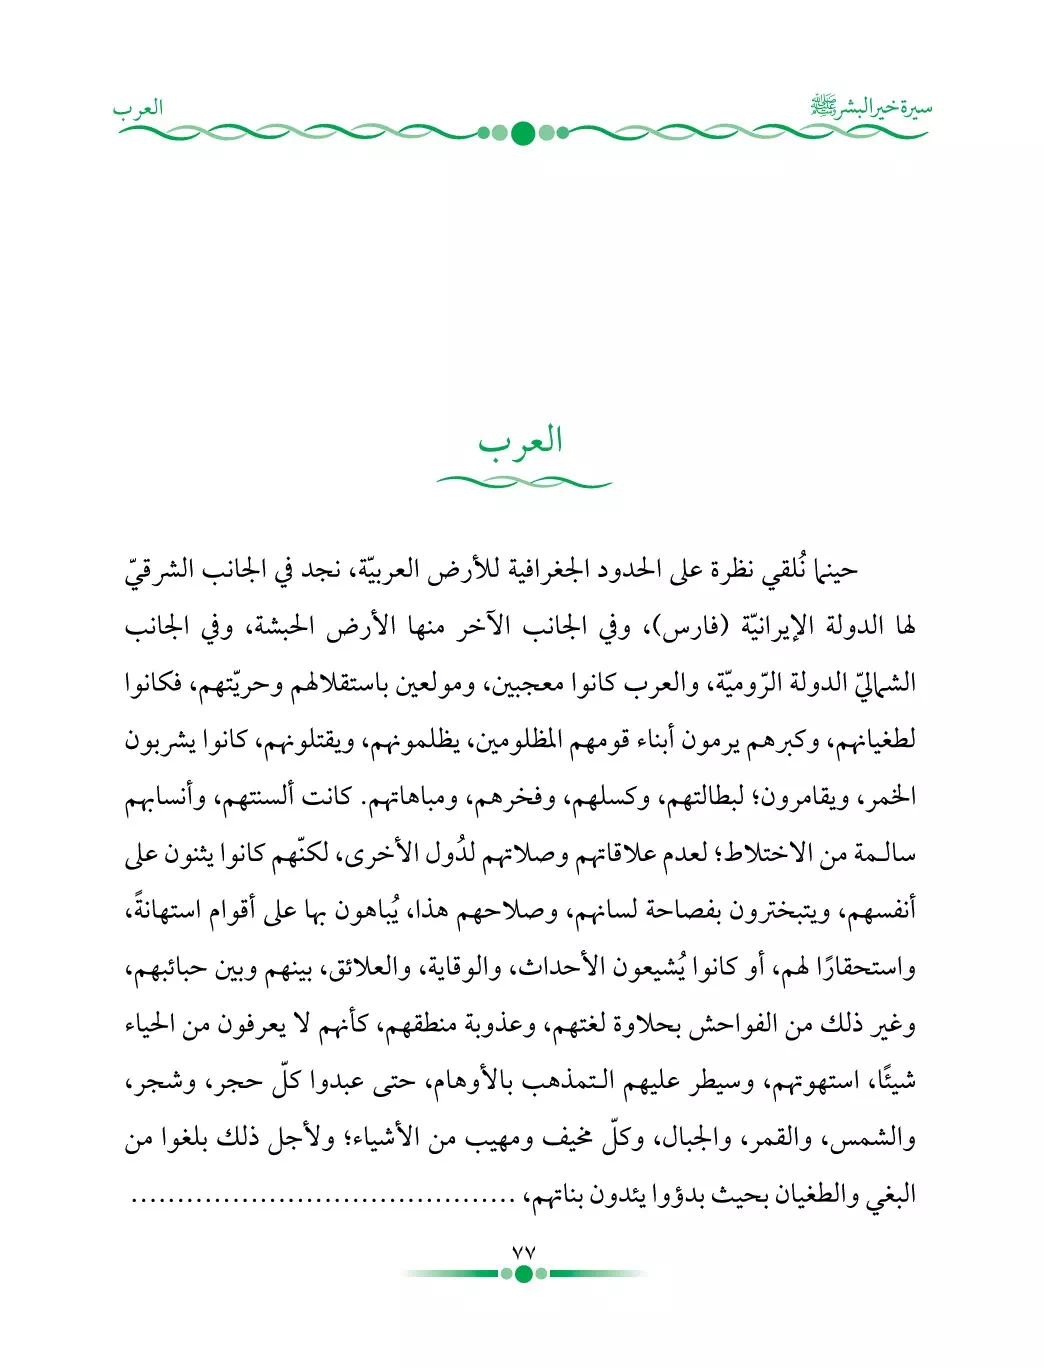 سيرة خير البشر ﷺ
العرب
العرب
حينما نُلقي نظرة على الحدود الجغرافية للأرض العربيّة، نجد في الجانب الشرقيّ
لها الدولة الإيرانيّة (فارس)، وفي الجانب الآخر منها الأرض الحبشة، وفي الجانب
الشماليّ الدولة الرّوميّة، والعرب كانوا معجبين، ومولعين باستقلالهم وحريّتهم، فكانوا
لطغيانهم، وكبرهم يرمون أبناء قومهم المظلومين، يظلمونهم، ويقتلونهم، كانوا يشربون
الخمر، ويقامرون؛ لبطالتهم، وكسلهم، وفخرهم، ومباهاتهم. كانت ألسنتهم، وأنسابهم
سالـمة من الاختلاط؛ لعدم علاقاتهم وصلاتهم لدُول الأخرى، لكنّهم كانوا يثنون على
أنفسهم، ويتبخترون بفصاحة لسانهم، وصلاحهم هذا، يُباهون بها على أقوام استهانةً،
واستحقارًا لهم، أو كانوا يُشيعون الأحداث، والوقاية، والعلائق، بينهم وبين حبائبهم،
وغير ذلك من الفواحش بحلاوة لغتهم، وعذوبة منطقهم، كأنهم لا يعرفون من الحياء
شيئًا، استهوتهم، وسيطر عليهم الـتمذهب بالأوهام، حتى عبدوا كلّ حجر، وشجر،
والشمس، والقمر، والجبال، وكلّ مخيف ومهيب من الأشياء؛ ولأجل ذلك بلغوا من
البغي والطغيان بحيث بدؤوا يئدون بناتهم، ..........................................
٧٧